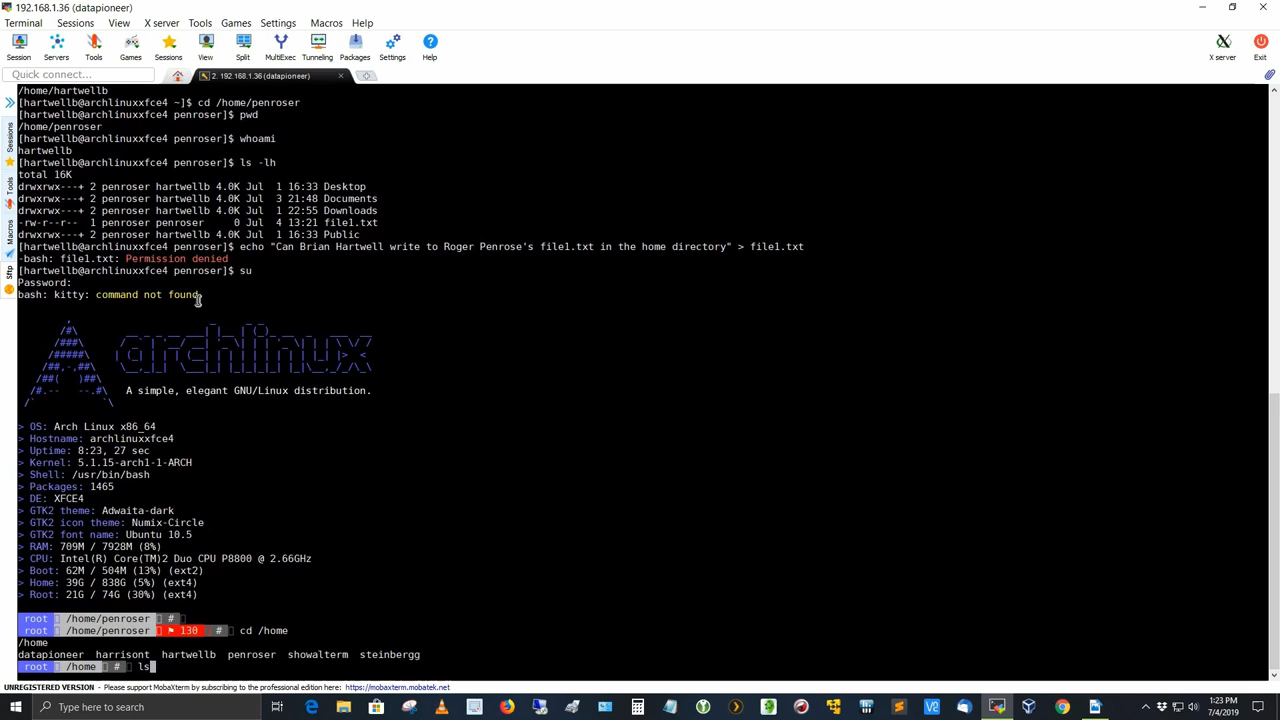 192.168.1.36 (datapioneer)
Terminal Sessions View X server Tools Games Settings Macros Help
Session Servers Tools Games Sessions View Split MultiExec Tunneling Packages Settings Help X server Exit
Quick connect... 2. 192.168.1.36 (datapioneer)
Sessions
Tools
Macros
Sftp
/home/hartwellb
[hartwellb@archlinuxxfce4 ~]$ cd /home/penroser
[hartwellb@archlinuxxfce4 penroser]$ pwd
/home/penroser
[hartwellb@archlinuxxfce4 penroser]$ whoami
hartwellb
[hartwellb@archlinuxxfce4 penroser]$ ls -lh
total 16K
drwxrwx---+ 2 penroser hartwellb 4.0K Jul  1 16:33 Desktop
drwxrwx---+ 2 penroser hartwellb 4.0K Jul  3 21:48 Documents
drwxrwx---+ 2 penroser hartwellb 4.0K Jul  1 22:55 Downloads
-rw-r--r--  1 penroser penroser     0 Jul  4 13:21 file1.txt
drwxrwx---+ 2 penroser hartwellb 4.0K Jul  1 16:33 Public
[hartwellb@archlinuxxfce4 penroser]$ echo "Can Brian Hartwell write to Roger Penrose's file1.txt in the home directory" > file1.txt
-bash: file1.txt: Permission denied
[hartwellb@archlinuxxfce4 penroser]$ su
Password:
bash: kitty: command not found
A simple, elegant GNU/Linux distribution.
> OS: Arch Linux x86_64
> Hostname: archlinuxxfce4
> Uptime: 8:23, 27 sec
> Kernel: 5.1.15-arch1-1-ARCH
> Shell: /usr/bin/bash
> Packages: 1465
> DE: XFCE4
> GTK2 theme: Adwaita-dark
> GTK2 icon theme: Numix-Circle
> GTK2 font name: Ubuntu 10.5
> RAM: 709M / 7928M (8%)
> CPU: Intel(R) Core(TM)2 Duo CPU P8800 @ 2.66GHz
> Boot: 62M / 504M (13%) (ext2)
> Home: 39G / 838G (5%) (ext4)
> Root: 21G / 74G (30%) (ext4)
root /home/penroser #
root /home/penroser 130 # cd /home
/home
datapioneer harrisont hartwellb penroser showalterm steinbergg
root /home # ls
UNREGISTERED VERSION - Please support MobaXterm by subscribing to the professional edition here: https://mobaxterm.mobatek.net
Type here to search
1:23 PM
7/4/2019